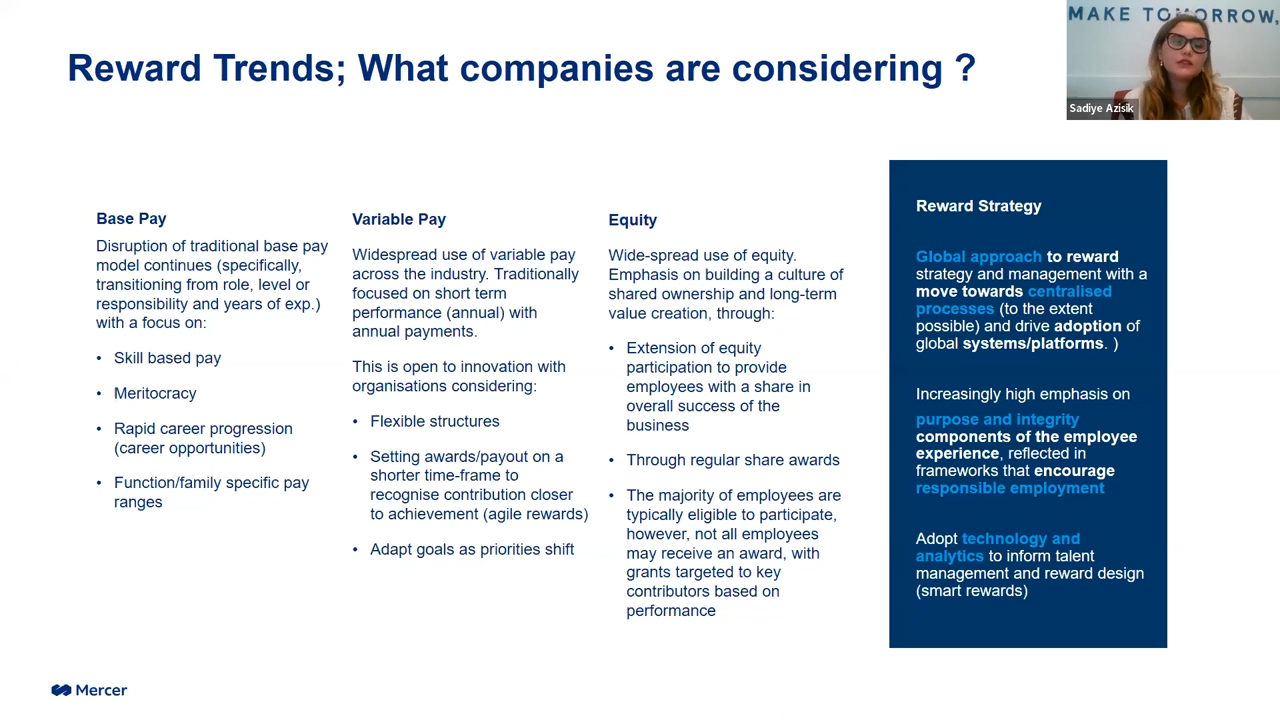 Reward Trends; What companies are considering ?
MAKE TOMORROW,
Sadiye Azisik
Base Pay
Disruption of traditional base pay
model continues (specifically,
transitioning from role, level or
responsibility and years of exp.)
with a focus on:
• Skill based pay
• Meritocracy
• Rapid career progression
(career opportunities)
• Function/family specific pay
ranges
Variable Pay
Widespread use of variable pay
across the industry. Traditionally
focused on short term
performance (annual) with
annual payments.
This is open to innovation with
organisations considering:
• Flexible structures
• Setting awards/payout on a
shorter time-frame to
recognise contribution closer
to achievement (agile rewards)
• Adapt goals as priorities shift
Equity
Wide-spread use of equity.
Emphasis on building a culture of
shared ownership and long-term
value creation, through:
• Extension of equity
participation to provide
employees with a share in
overall success of the
business
• Through regular share awards
• The majority of employees are
typically eligible to participate,
however, not all employees
may receive an award, with
grants targeted to key
contributors based on
performance
Reward Strategy
Global approach to reward
strategy and management with a
move towards centralised
processes (to the extent
possible) and drive adoption of
global systems/platforms. )
Increasingly high emphasis on
purpose and integrity
components of the employee
experience, reflected in
frameworks that encourage
responsible employment
Adopt technology and
analytics to inform talent
management and reward design
(smart rewards)
Mercer